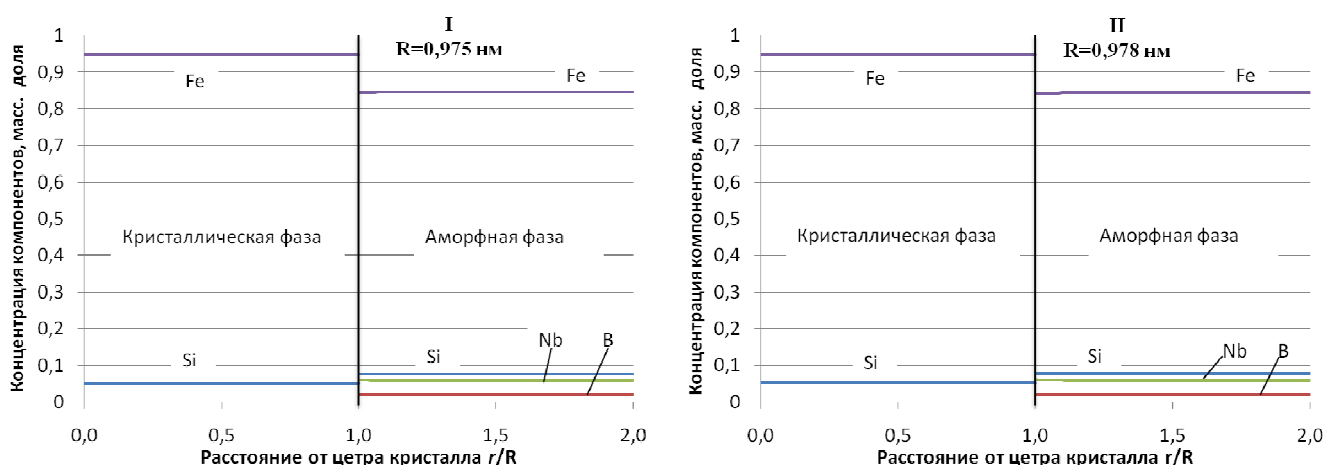 I
R=0,975 нм
Концентрация компонентов, масс. доля
1
0,9
0,8
0,7
0,6
0,5
0,4
0,3
0,2
0,1
0
Fe
Fe
Кристаллическая фаза
Аморфная фаза
Si
Si
Nb
B
0,0
0,5
1,0
1,5
2,0
Расстояние от цетра кристалла r/R
II
R=0,978 нм
Концентрация компонентов, масс. доля
1
0,9
0,8
0,7
0,6
0,5
0,4
0,3
0,2
0,1
0
Fe
Fe
Кристаллическая фаза
Аморфная фаза
Si
Si
Nb
B
0,0
0,5
1,0
1,5
2,0
Расстояние от цетра кристалла r/R